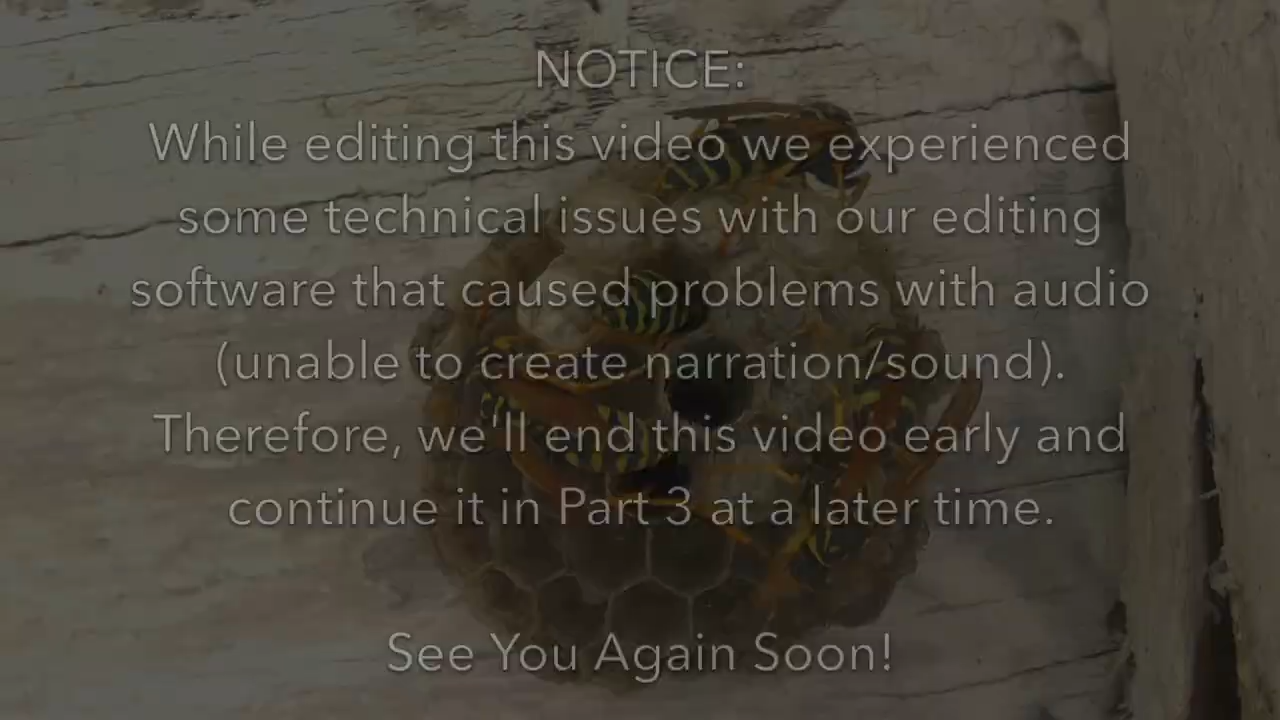 NOTICE:
While editing this video we experienced
some technical issues with our editing
software that caused problems with audio
(unable to create narration/sound).
Therefore, we'll end this video early and
continue it in Part 3 at a later time.
See You Again Soon!